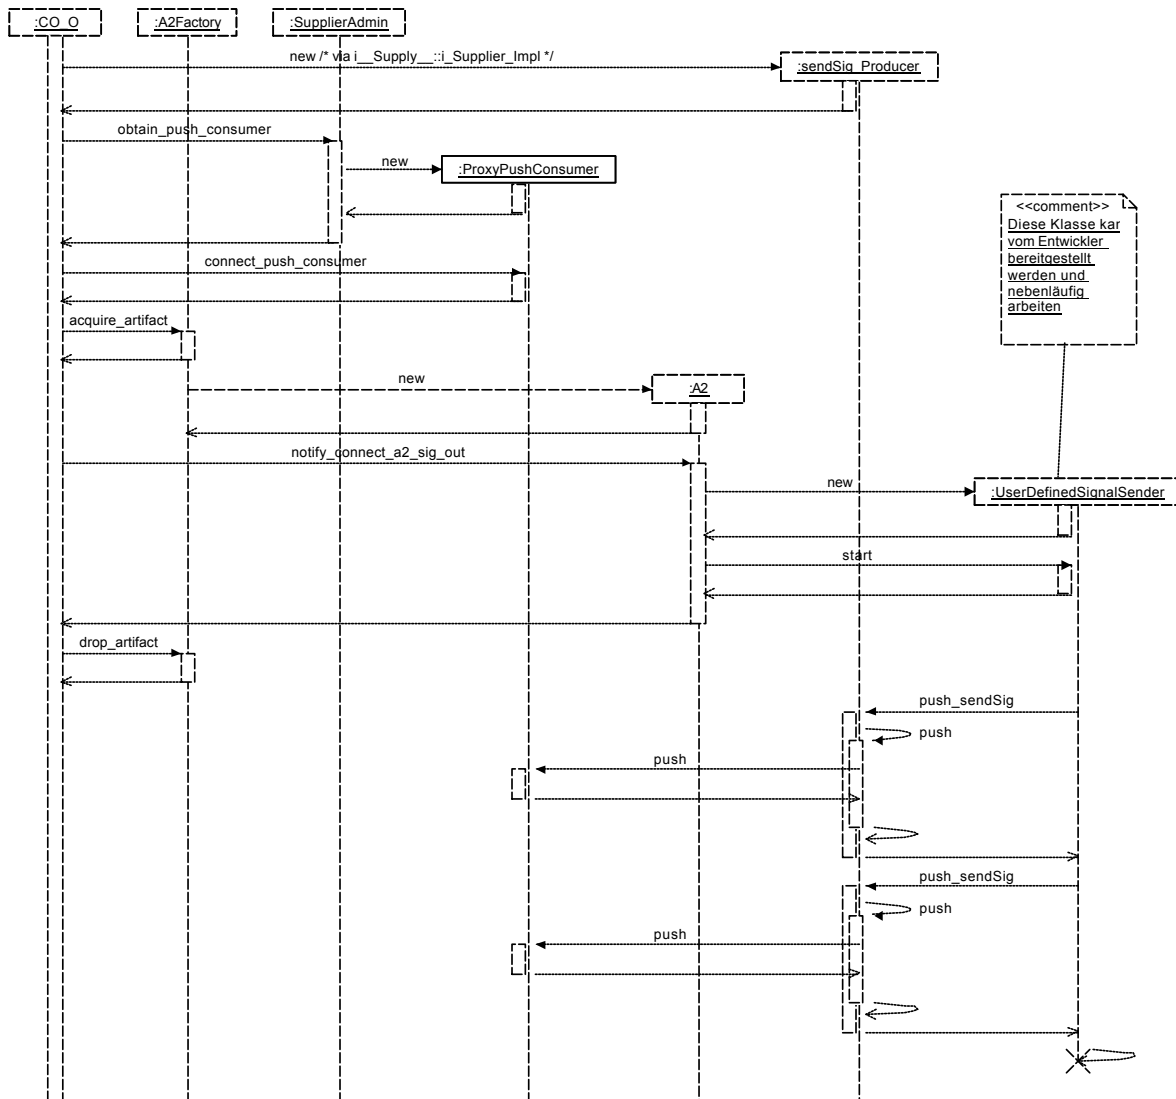 :CO_O
:A2Factory
:SupplierAdmin
new /* via i__Supply__::i_Supplier_Impl */
:sendSig_Producer
obtain_push_consumer
new
:ProxyPushConsumer
<<comment>>
Diese Klasse kar
vom Entwickler
bereitgestellt
werden und
nebenläufig
arbeiten
connect_push_consumer
acquire_artifact
new
:A2
notify_connect_a2_sig_out
new
:UserDefinedSignalSender
start
drop_artifact
push_sendSig
push
push
push_sendSig
push
push